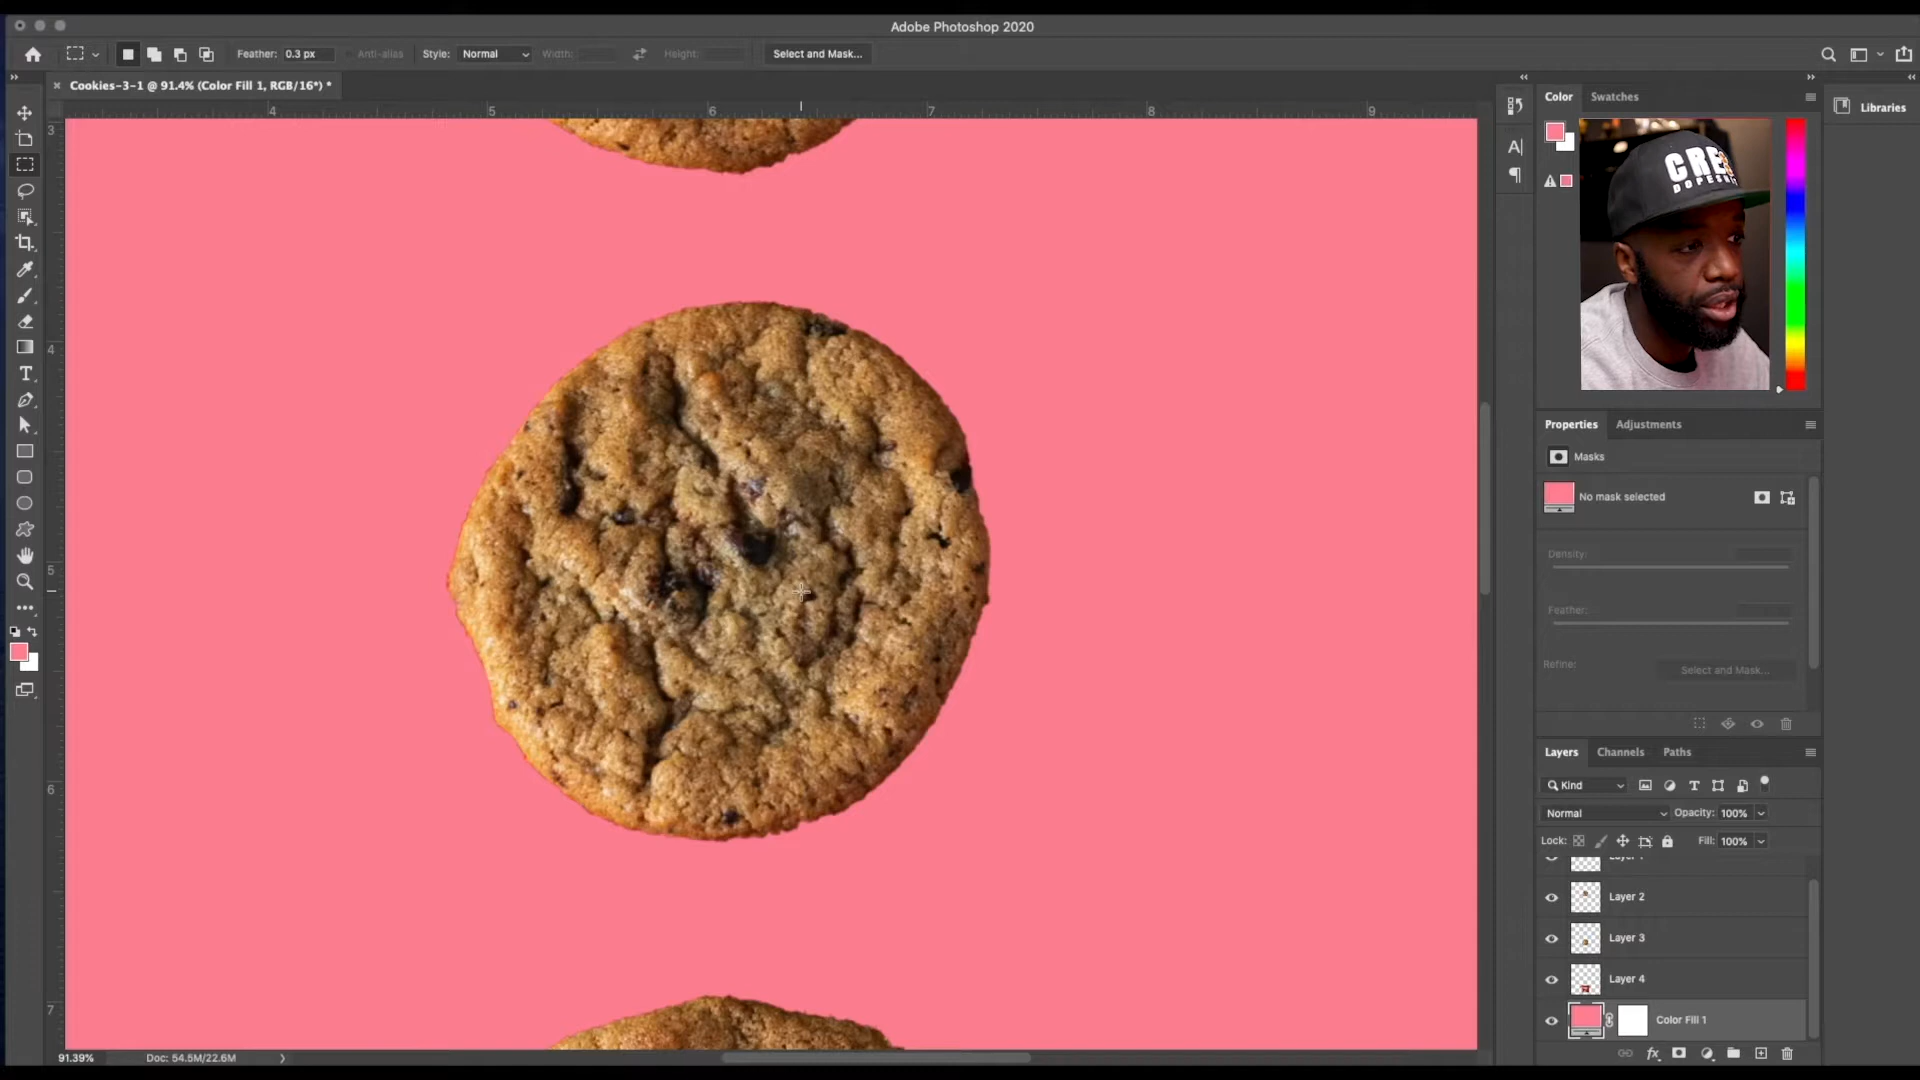 Adobe Photoshop 2020
Feather: 0.3 px
Anti-alias
Style: Normal
Width:
Height:
Select and Mask...
× Cookies-3-1 @ 91.4% (Color Fill 1, RGB/16*) *
4 5 6 7 8 9
3
4
5
6
7
Color
Swatches
Libraries
CRE8
DOPESHIT
Properties
Adjustments
Masks
No mask selected
Density:
Feather:
Refine:
Select and Mask...
Layers
Channels
Paths
Kind
Normal
Opacity: 100%
Lock:
Fill: 100%
Layer 2
Layer 3
Layer 4
Color Fill 1
91.39%
Doc: 54.5M/22.6M